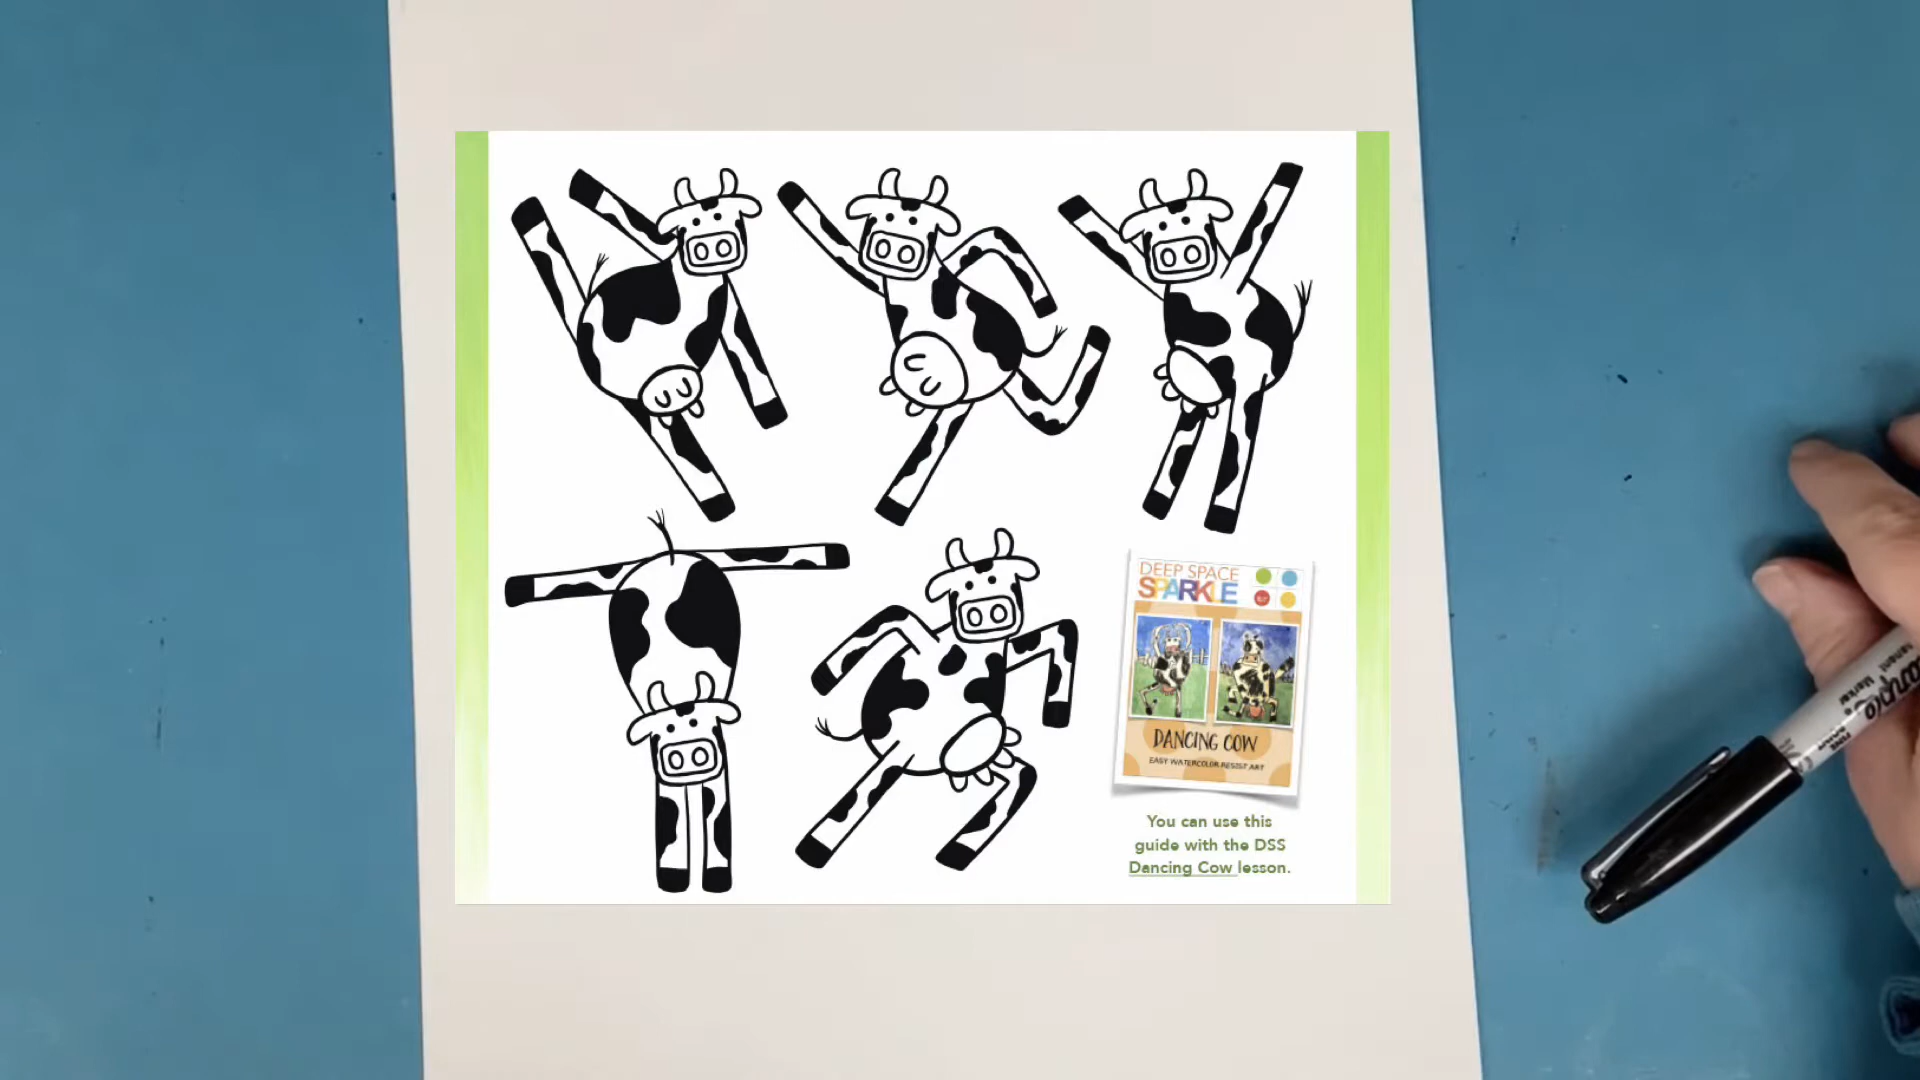 DEEP SPACE
SPARKLE
DANCING COW
EASY WATERCOLOR RESIST ART
You can use this
guide with the DSS
Dancing Cow lesson.